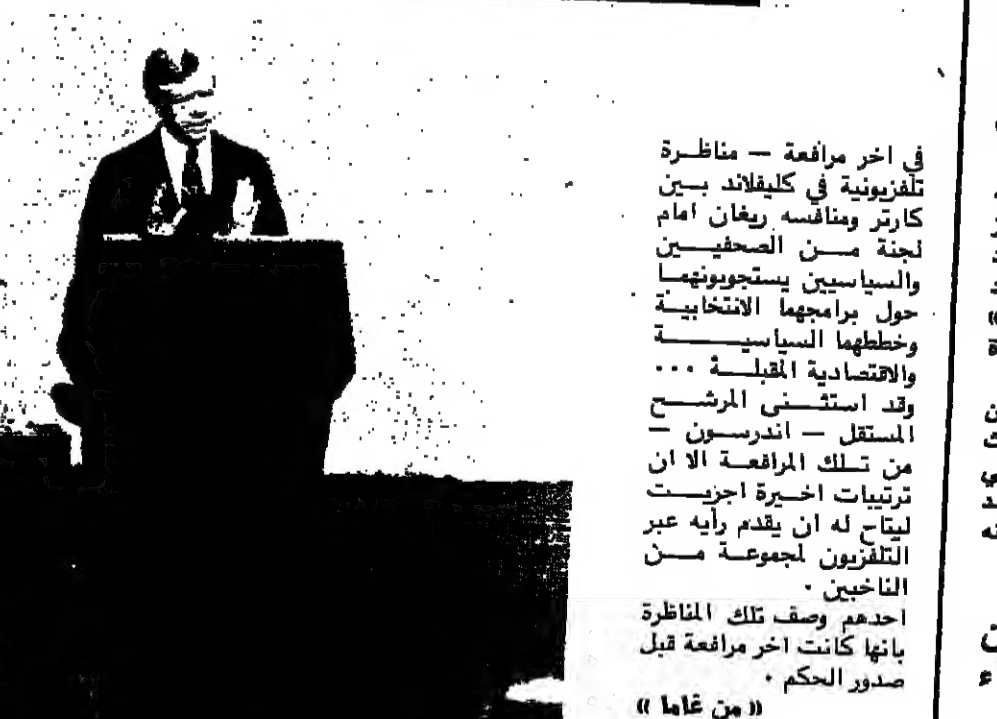 في اخر مرافعة — مناظرة
تلفزيونية في كليفلاند بين
كارتر ومنافسه ريغان امام
لجنة من الصحفيين
والسياسيين يستجوبونهما
حول برامجهما الانتخابية
وخططهما السياسية
والاقتصادية المقبلة ...
وقد استثنى المرشح
المستقل — اندرسون —
من تلك المرافعة الا ان
ترتيبات اخيرة اجريت
ليتاح له ان يقدم رأيه عبر
التلفزيون لمجموعة من
الناخبين .
احدهم وصف تلك المناظرة
بانها كانت اخر مرافعة قبل
صدور الحكم .
« من غاما »